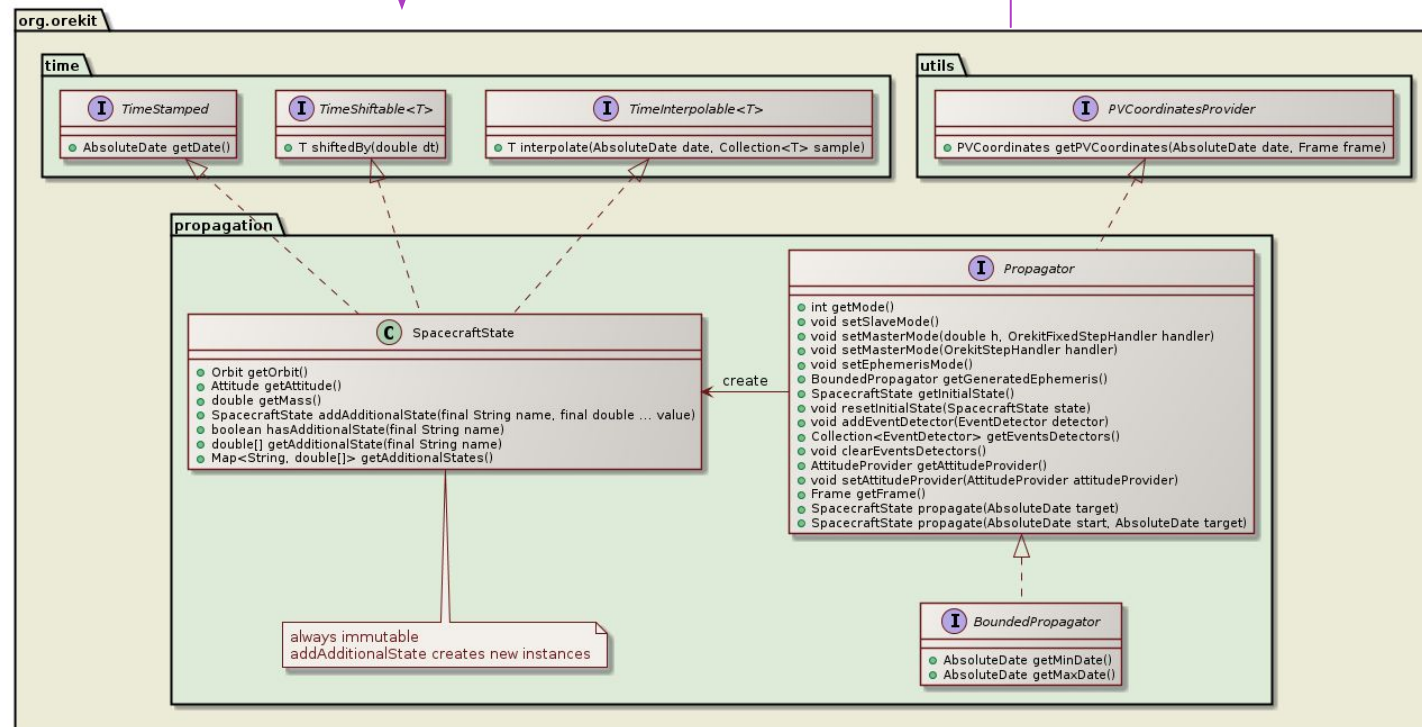 org.orekit
time
I TimeStamped
AbsoluteDate getDate()
I TimeShiftable<T>
T shiftedBy(double dt)
I TimeInterpolable<T>
T interpolate(AbsoluteDate date, Collection<T> sample)
utils
I PVCoordinatesProvider
PVCoordinates getPVCoordinates(AbsoluteDate date, Frame frame)
propagation
C SpacecraftState
Orbit getOrbit()
Attitude getAttitude()
double getMass()
SpacecraftState addAdditionalState(final String name, final double ... value)
boolean hasAdditionalState(final String name)
double[] getAdditionalState(final String name)
Map<String, double[]> getAdditionalStates()
create
I Propagator
int getMode()
void setSlaveMode()
void setMasterMode(double h, OrekitFixedStepHandler handler)
void setMasterMode(OrekitStepHandler handler)
void setEphemerisMode()
BoundedPropagator getGeneratedEphemeris()
SpacecraftState getInitialState()
void resetInitialState(SpacecraftState state)
void addEventDetector(EventDetector detector)
Collection<EventDetector> getEventsDetectors()
void clearEventsDetectors()
AttitudeProvider getAttitudeProvider()
void setAttitudeProvider(AttitudeProvider attitudeProvider)
Frame getFrame()
SpacecraftState propagate(AbsoluteDate target)
SpacecraftState propagate(AbsoluteDate start, AbsoluteDate target)
always immutable
addAdditionalState creates new instances
I BoundedPropagator
AbsoluteDate getMinDate()
AbsoluteDate getMaxDate()